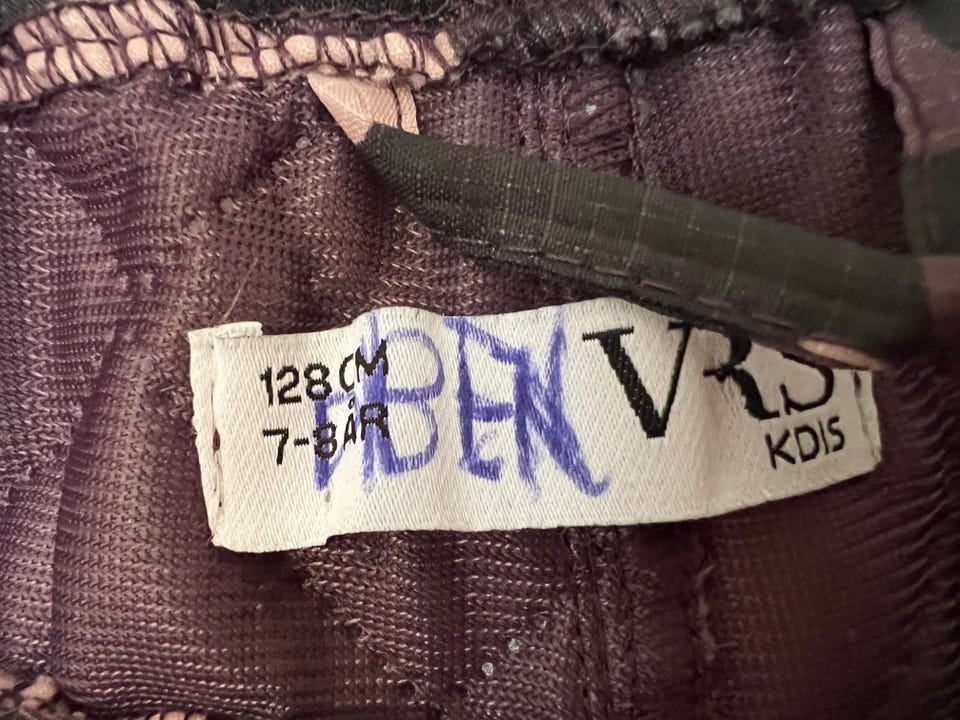 128 CM
7-8 ÅR
IBEN
VRS
KDIS